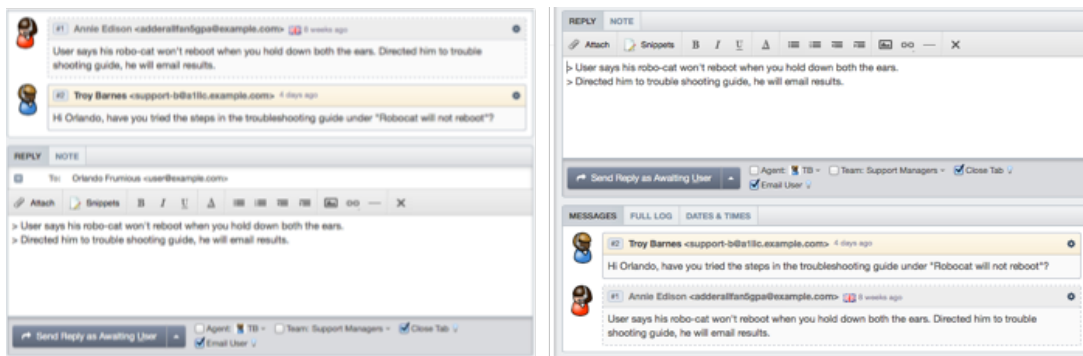 #1 Annie Edison <adderallfan5gpa@example.com> 8 weeks ago
User says his robo-cat won't reboot when you hold down both the ears. Directed him to trouble
shooting guide, he will email results.
#2 Troy Barnes <support-b@a1llc.example.com> 4 days ago
Hi Orlando, have you tried the steps in the troubleshooting guide under "Robocat will not reboot"?
REPLY NOTE
To: Orlando Frumious <user@example.com>
Attach Snippets B I U A
> User says his robo-cat won't reboot when you hold down both the ears.
> Directed him to trouble shooting guide, he will email results.
Send Reply as Awaiting User Agent: TB Team: Support Managers Close Tab
Email User
REPLY NOTE
Attach Snippets B I U A
> User says his robo-cat won't reboot when you hold down both the ears.
> Directed him to trouble shooting guide, he will email results.
Send Reply as Awaiting User Agent: TB Team: Support Managers Close Tab
Email User
MESSAGES FULL LOG DATES & TIMES
#2 Troy Barnes <support-b@a1llc.example.com> 4 days ago
Hi Orlando, have you tried the steps in the troubleshooting guide under "Robocat will not reboot"?
#1 Annie Edison <adderallfan5gpa@example.com> 8 weeks ago
User says his robo-cat won't reboot when you hold down both the ears. Directed him to trouble
shooting guide, he will email results.